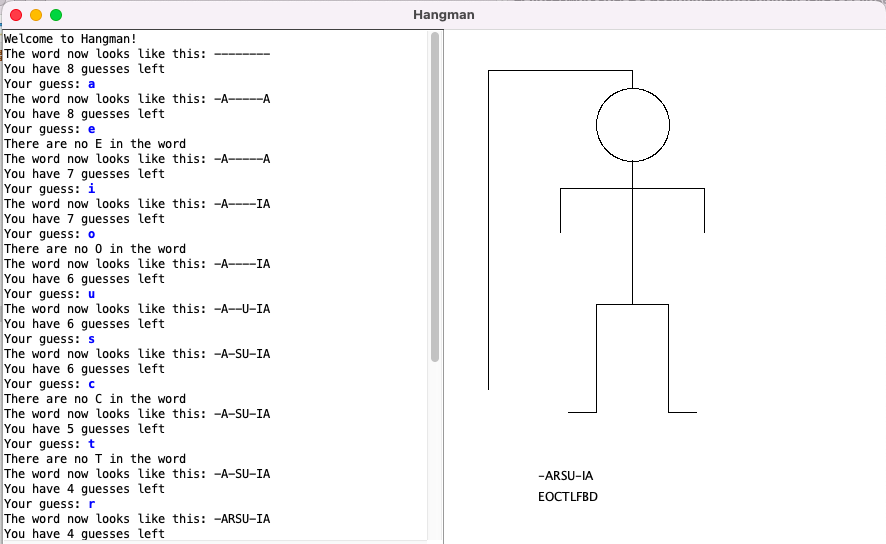 Hangman
Welcome to Hangman!
The word now looks like this: --------
You have 8 guesses left
Your guess: a
The word now looks like this: -A-----A
You have 8 guesses left
Your guess: e
There are no E in the word
The word now looks like this: -A-----A
You have 7 guesses left
Your guess: i
The word now looks like this: -A----IA
You have 7 guesses left
Your guess: o
There are no O in the word
The word now looks like this: -A----IA
You have 6 guesses left
Your guess: u
The word now looks like this: -A--U-IA
You have 6 guesses left
Your guess: s
The word now looks like this: -A-SU-IA
You have 6 guesses left
Your guess: c
There are no C in the word
The word now looks like this: -A-SU-IA
You have 5 guesses left
Your guess: t
There are no T in the word
The word now looks like this: -A-SU-IA
You have 4 guesses left
Your guess: r
The word now looks like this: -ARSU-IA
You have 4 guesses left
-ARSU-IA
EOCTLFBD